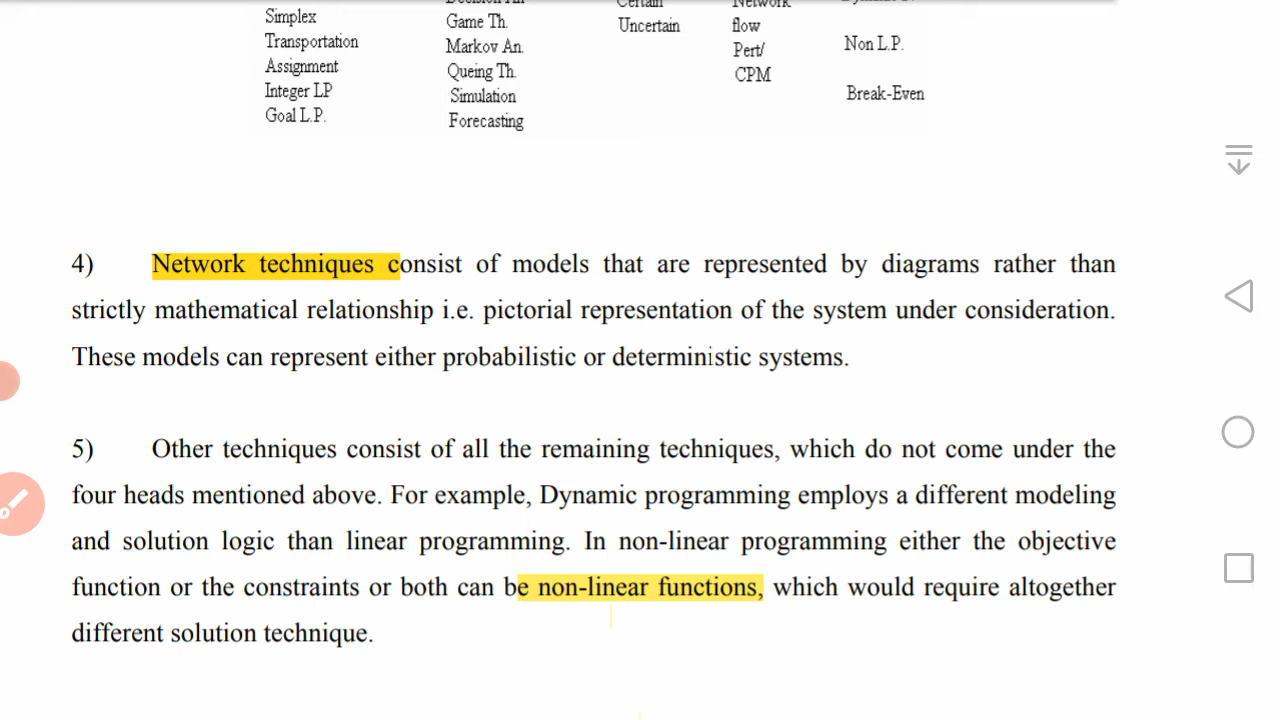 Simplex
Transportation
Assignment
Integer LP
Goal L.P.
Game Th.
Markov An.
Queing Th.
Simulation
Forecasting
Certain
Uncertain
Network
flow
Pert/
CPM
Non L.P.
Break-Even
4) Network techniques consist of models that are represented by diagrams rather than
strictly mathematical relationship i.e. pictorial representation of the system under consideration.
These models can represent either probabilistic or deterministic systems.
5) Other techniques consist of all the remaining techniques, which do not come under the
four heads mentioned above. For example, Dynamic programming employs a different modeling
and solution logic than linear programming. In non-linear programming either the objective
function or the constraints or both can be non-linear functions, which would require altogether
different solution technique.